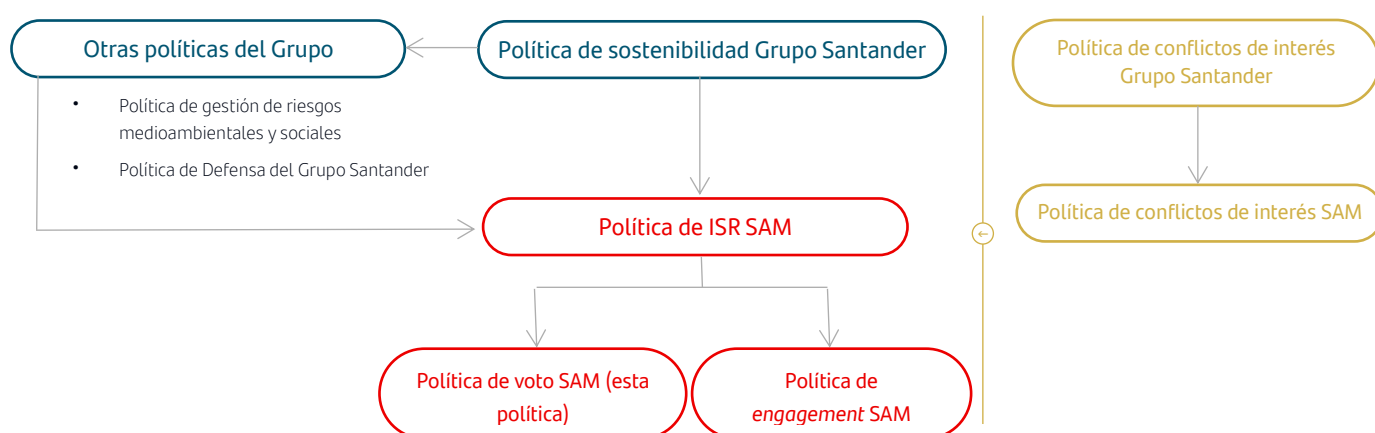 Otras políticas del Grupo
Política de sostenibilidad Grupo Santander
Política de conflictos de interés
Grupo Santander
• Política de gestión de riesgos
medioambientales y sociales
• Política de Defensa del Grupo Santander
Política de ISR SAM
Política de conflictos de interés SAM
Política de voto SAM (esta
política)
Política de
engagement SAM